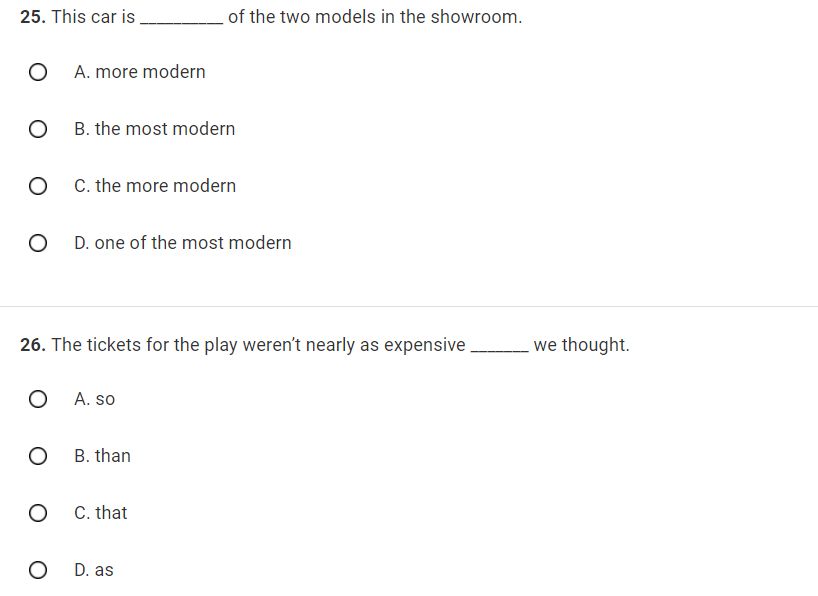 25. This car is __________ of the two models in the showroom.
A. more modern
B. the most modern
C. the more modern
D. one of the most modern
26. The tickets for the play weren't nearly as expensive _______ we thought.
A. so
B. than
C. that
D. as